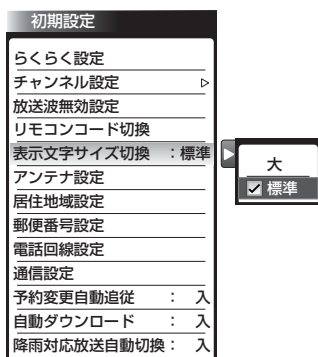 初期設定
らくらく設定
チャンネル設定
放送波無効設定
リモコンコード切換
表示文字サイズ切換 ：標準
大
標準
アンテナ設定
居住地域設定
郵便番号設定
電話回線設定
通信設定
予約変更自動追従 ： 入
自動ダウンロード ： 入
降雨対応放送自動切換： 入